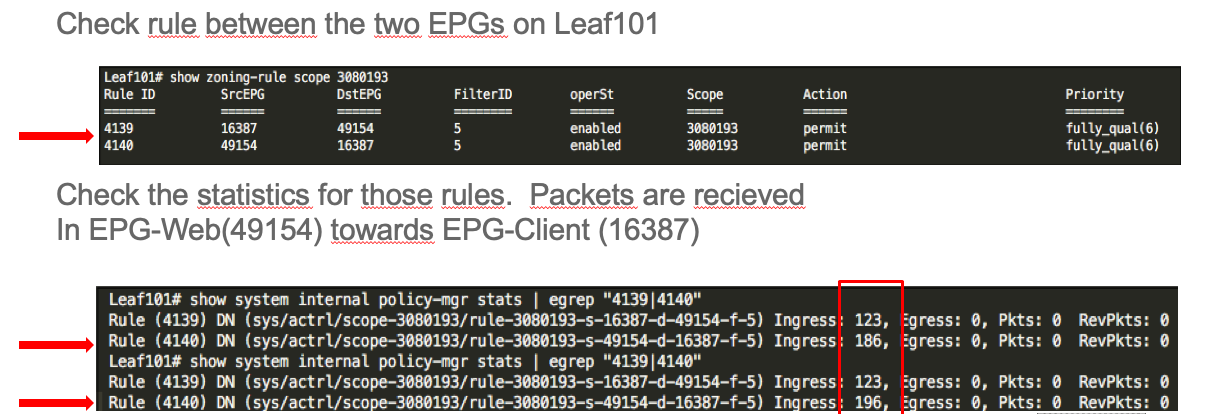 Check rule between the two EPGs on Leaf101
Leaf101# show zoning-rule scope 3080193
Rule ID SrcEPG DstEPG FilterID operSt Scope Action Priority
======= ====== ====== ======== ====== ===== ====== ========
4139 16387 49154 5 enabled 3080193 permit fully_qual(6)
4140 49154 16387 5 enabled 3080193 permit fully_qual(6)
Check the statistics for those rules. Packets are recieved
In EPG-Web(49154) towards EPG-Client (16387)
Leaf101# show system internal policy-mgr stats | egrep "4139|4140"
Rule (4139) DN (sys/actrl/scope-3080193/rule-3080193-s-16387-d-49154-f-5) Ingress: 123, Egress: 0, Pkts: 0 RevPkts: 0
Rule (4140) DN (sys/actrl/scope-3080193/rule-3080193-s-49154-d-16387-f-5) Ingress: 186, Egress: 0, Pkts: 0 RevPkts: 0
Leaf101# show system internal policy-mgr stats | egrep "4139|4140"
Rule (4139) DN (sys/actrl/scope-3080193/rule-3080193-s-16387-d-49154-f-5) Ingress: 123, Egress: 0, Pkts: 0 RevPkts: 0
Rule (4140) DN (sys/actrl/scope-3080193/rule-3080193-s-49154-d-16387-f-5) Ingress: 196, Egress: 0, Pkts: 0 RevPkts: 0